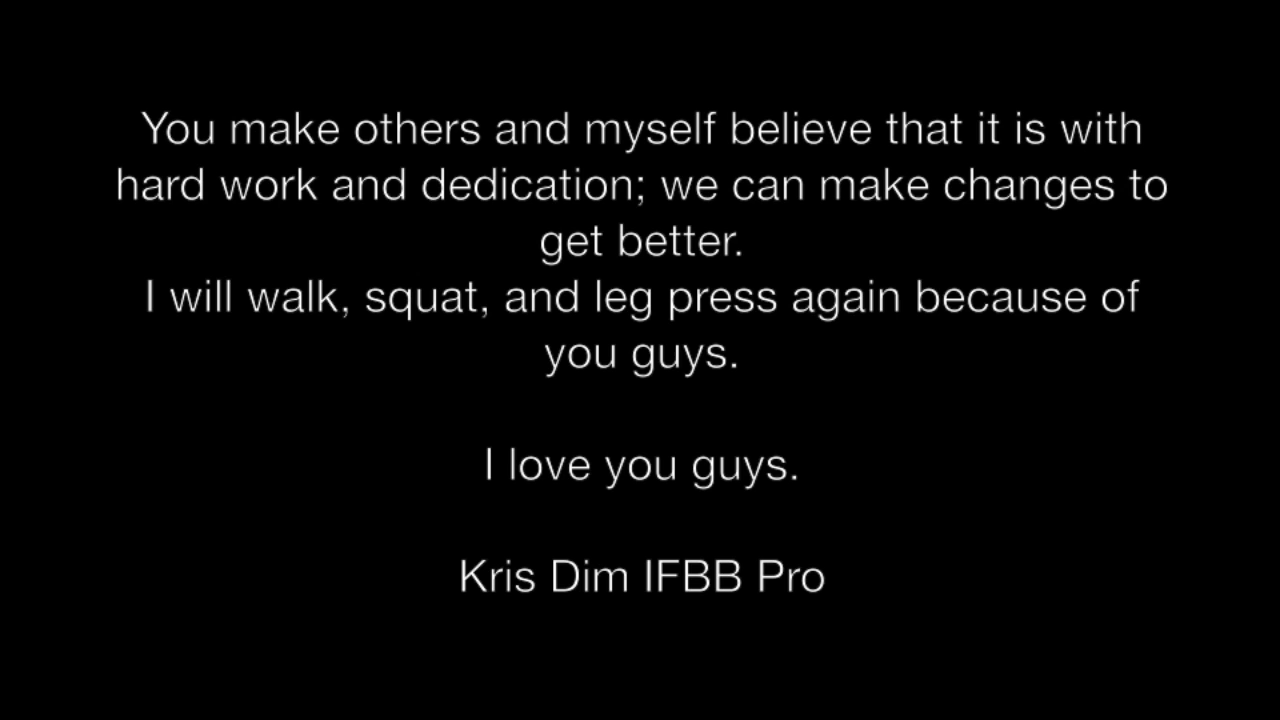 You make others and myself believe that it is with
hard work and dedication; we can make changes to
get better.
I will walk, squat, and leg press again because of
you guys.
I love you guys.
Kris Dim IFBB Pro